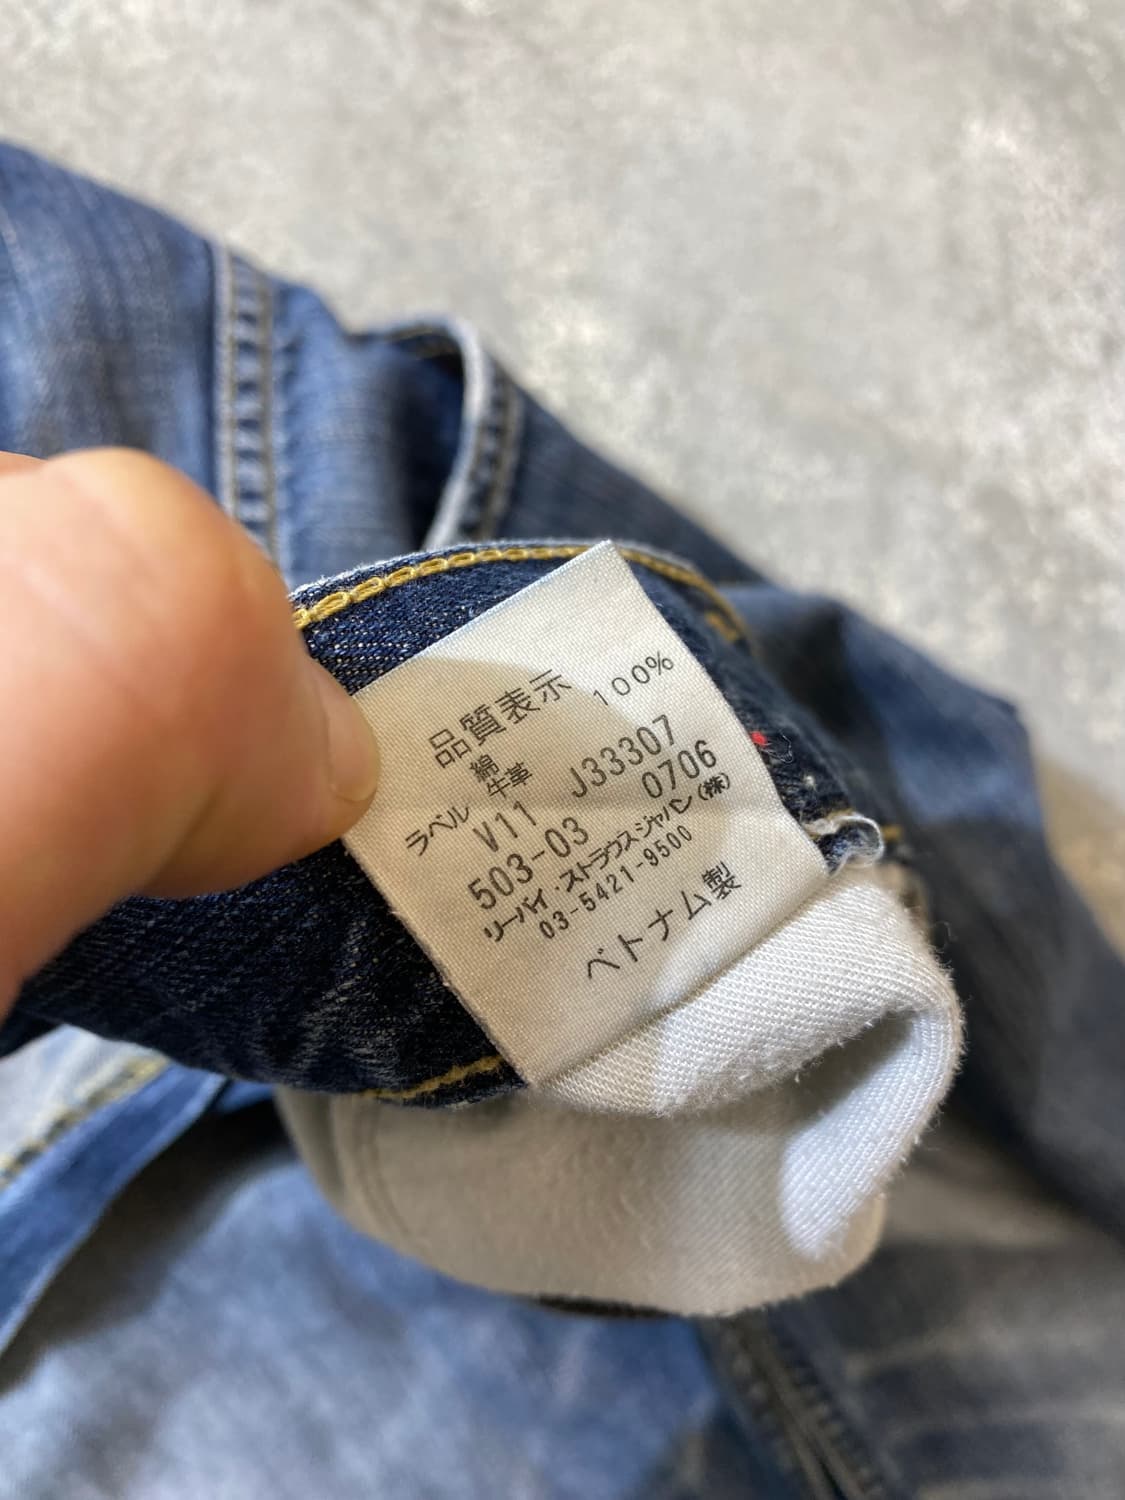 品質表示
綿 100%
ラベル 牛革
V11 J33307
503-03 0706
リーバイ・ストラウスジャパン(株)
03-5421-9500
ベトナム製